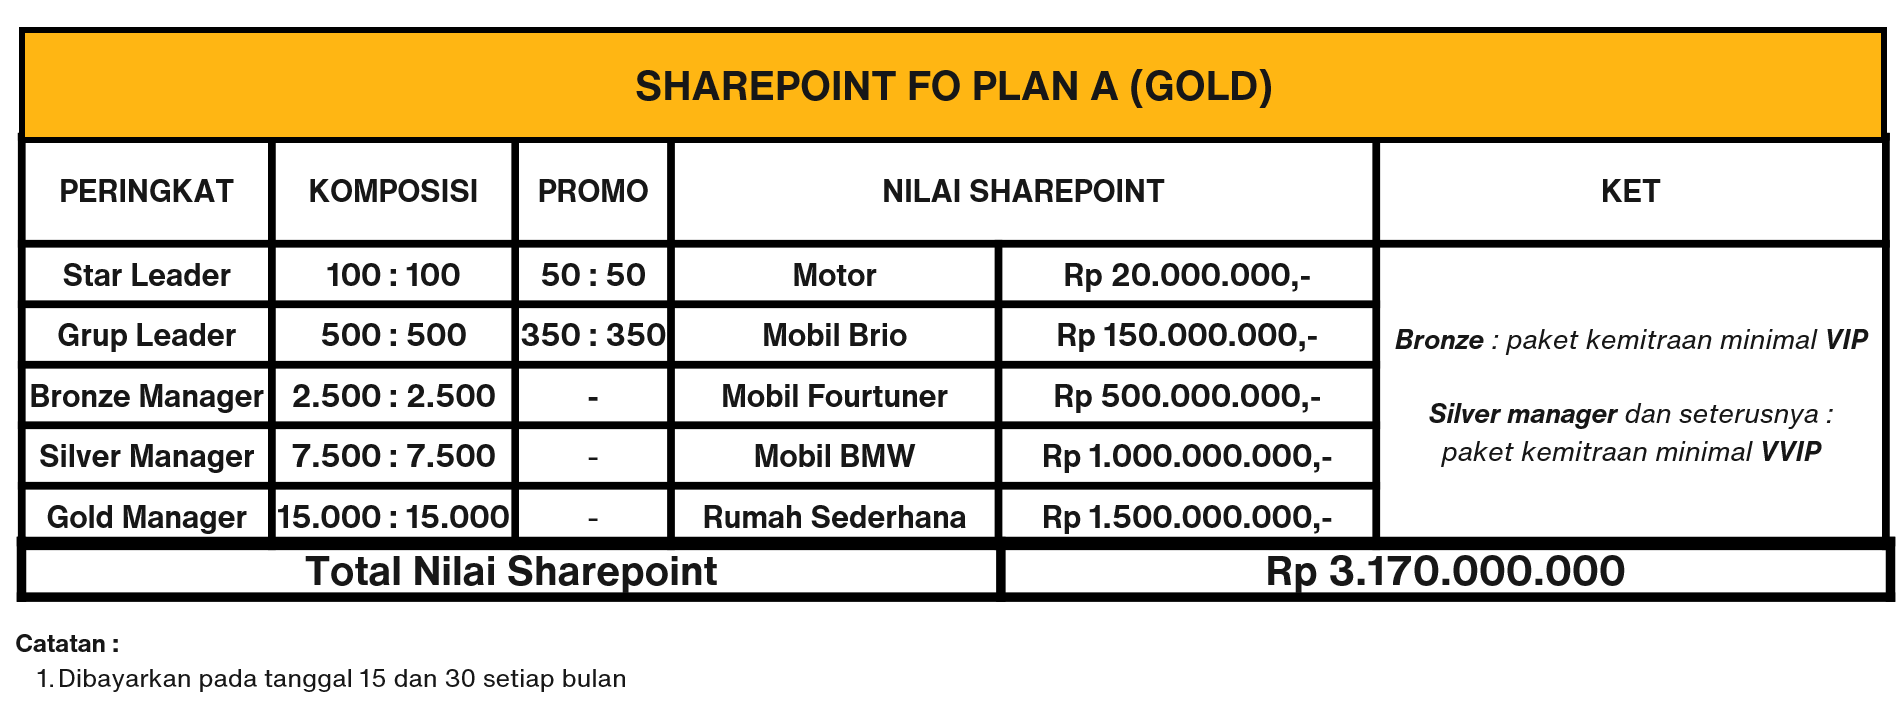 SHAREPOINT FO PLAN A (GOLD)
PERINGKAT KOMPOSISI PROMO NILAI SHAREPOINT KET
Star Leader 100 : 100 50 : 50 Motor Rp 20.000.000,-
Grup Leader 500 : 500 350 : 350 Mobil Brio Rp 150.000.000,-
Bronze Manager 2.500 : 2.500 - Mobil Fourtuner Rp 500.000.000,-
Silver Manager 7.500 : 7.500 - Mobil BMW Rp 1.000.000.000,-
Gold Manager 15.000 : 15.000 - Rumah Sederhana Rp 1.500.000.000,-
Bronze : paket kemitraan minimal VIP
Silver manager dan seterusnya :
paket kemitraan minimal VVIP
Total Nilai Sharepoint Rp 3.170.000.000
Catatan :
1. Dibayarkan pada tanggal 15 dan 30 setiap bulan